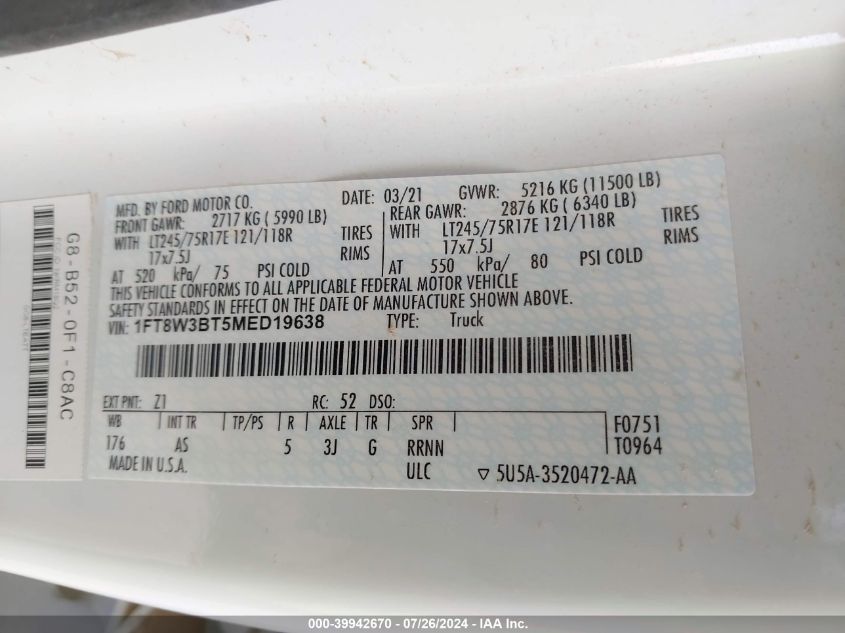 MFD. BY FORD MOTOR CO.
DATE: 03/21 GVWR: 5216 KG (11500 LB)
FRONT GAWR: 2717 KG ( 5990 LB)
REAR GAWR: 2876 KG ( 6340 LB)
WITH LT245/75R17E 121/118R TIRES
WITH LT245/75R17E 121/118R TIRES
17x7.5J RIMS
17x7.5J RIMS
AT 520 kPa/ 75 PSI COLD
AT 550 kPa/ 80 PSI COLD
THIS VEHICLE CONFORMS TO ALL APPLICABLE FEDERAL MOTOR VEHICLE
SAFETY STANDARDS IN EFFECT ON THE DATE OF MANUFACTURE SHOWN ABOVE.
VIN: 1FT8W3BT5MED19638 TYPE: Truck
EXT PNT: Z1 RC: 52 DSO:
WB INT TR TP/PS R AXLE TR SPR
176 AS 5 3J G RRNN
F0751
T0964
MADE IN U.S.A. ULC ▽ 5U5A-3520472-AA
G8-B52-0F1-C8AC
000-39942670 - 07/26/2024 - IAA Inc.